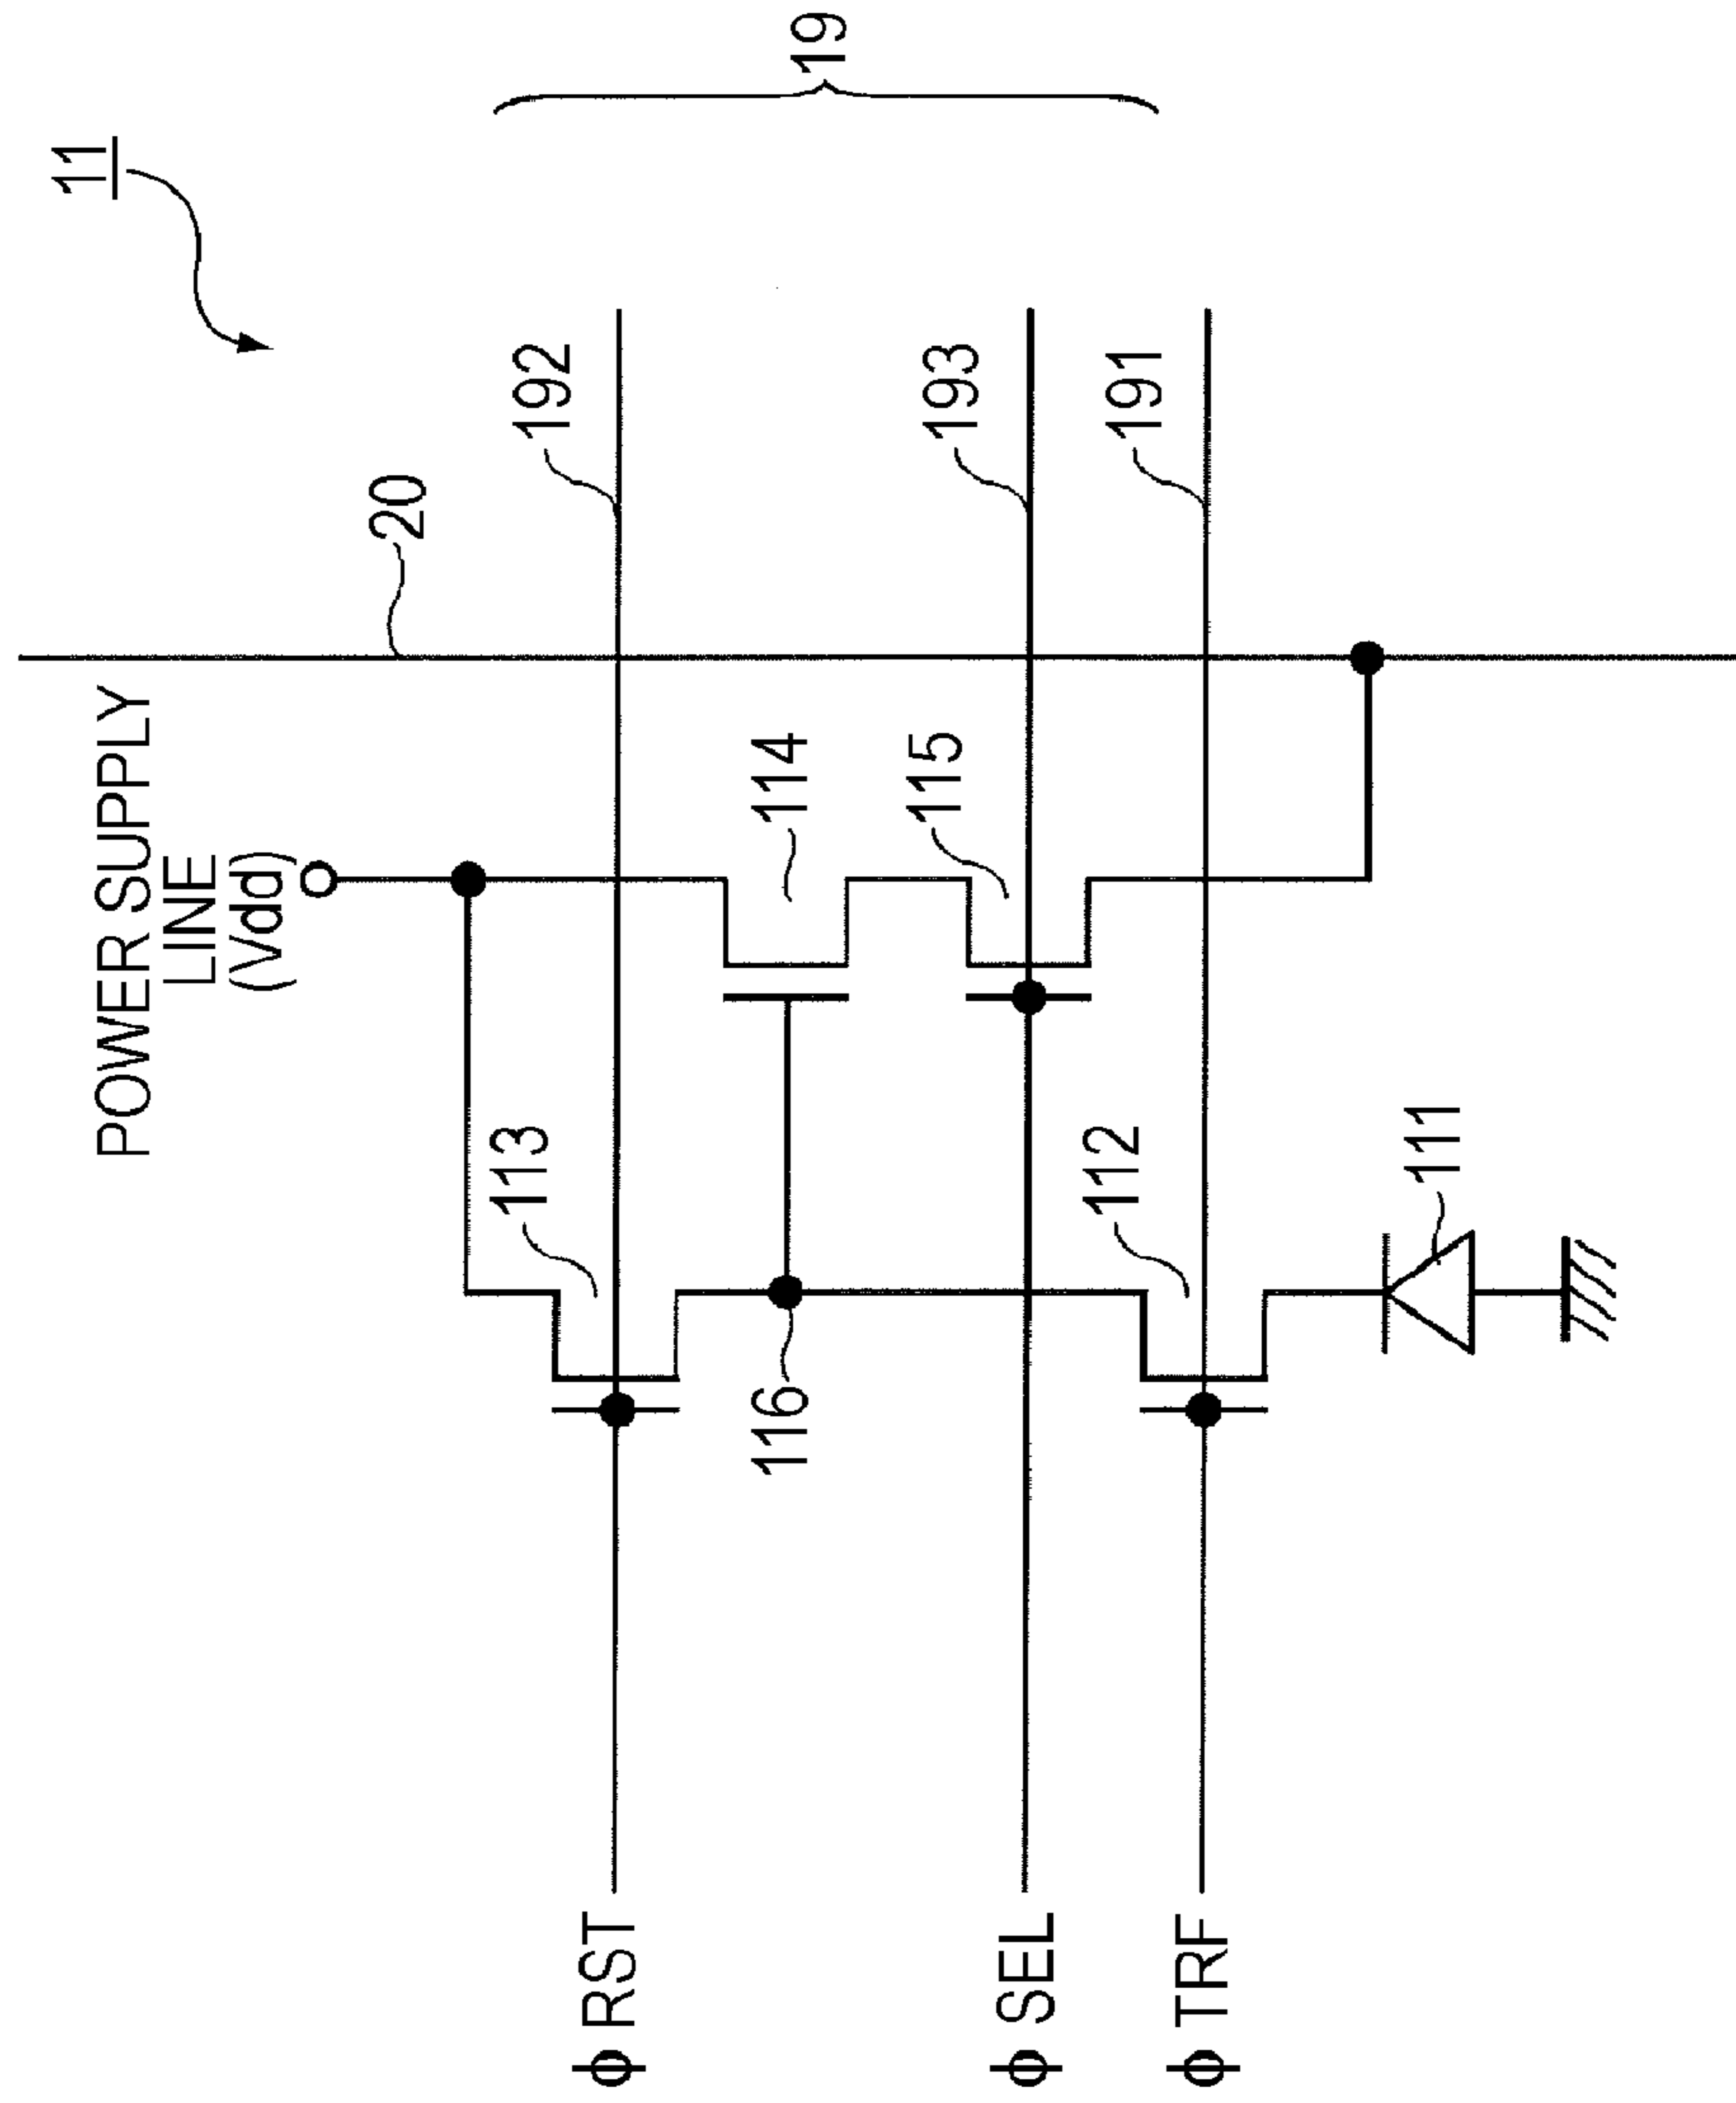 11
19
POWER SUPPLY
LINE
(Vdd)
20
192
193
191
113
114
115
116
112
111
ϕ RST
ϕ SEL
ϕ TRF